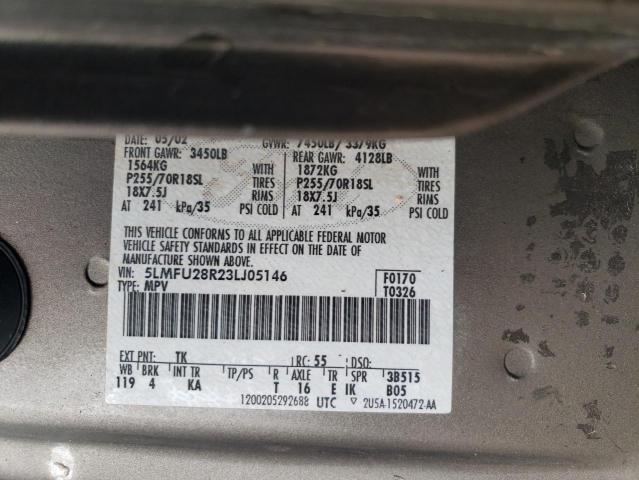 DATE: 05/02 GVWR: 7450LB/ 3379KG
FRONT GAWR: 3450LB REAR GAWR: 4128LB
1564KG WITH 1872KG WITH
P255/70R18SL TIRES P255/70R18SL TIRES
18X7.5J RIMS 18X7.5J RIMS
AT 241 kPa/35 PSI COLD AT 241 kPa/35 PSI COLD
THIS VEHICLE CONFORMS TO ALL APPLICABLE FEDERAL MOTOR
VEHICLE SAFETY STANDARDS IN EFFECT ON THE DATE OF
MANUFACTURE SHOWN ABOVE.
VIN: 5LMFU28R23LJ05146 F0170
TYPE: MPV T0326
EXT PNT: TK RC: 55 DSO:
WB BRK INT TR TP/PS R AXLE TR SPR 3B515
119 4 KA T 16 E IK B05
1200205292688 UTC ▽ 2U5A-1520472-AA